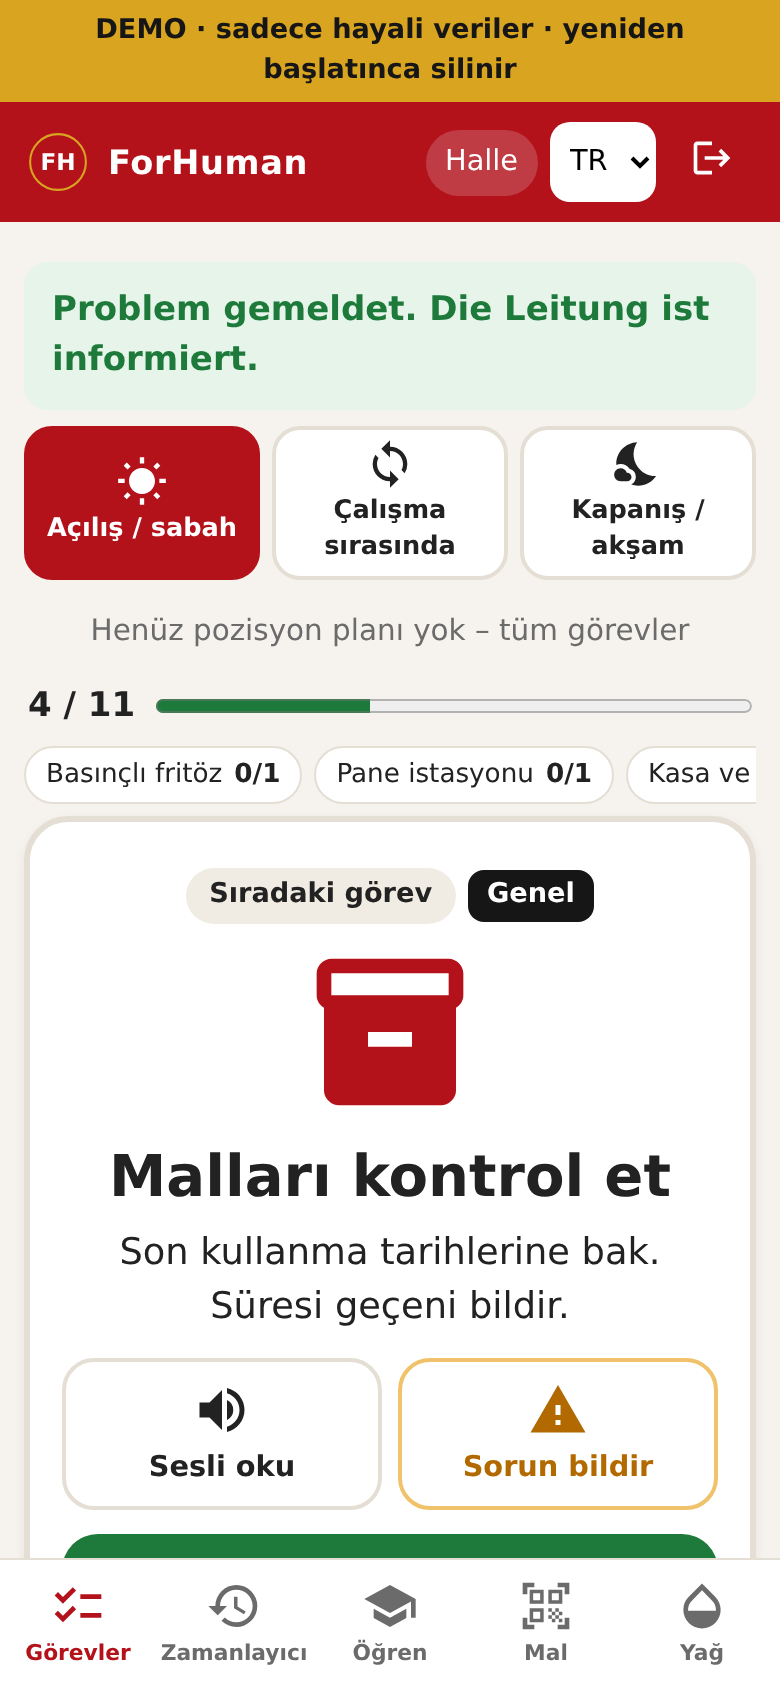 DEMO · sadece hayali veriler · yeniden
başlatınca silinir
FH ForHuman Halle TR
Problem gemeldet. Die Leitung ist
informiert.
Açılış / sabah
Çalışma
sırasında
Kapanış /
akşam
Henüz pozisyon planı yok – tüm görevler
4 / 11
Basınçlı fritöz 0/1 Pane istasyonu 0/1 Kasa ve
Sıradaki görev Genel
Malları kontrol et
Son kullanma tarihlerine bak.
Süresi geçeni bildir.
Sesli oku Sorun bildir
Görevler Zamanlayıcı Öğren Mal Yağ